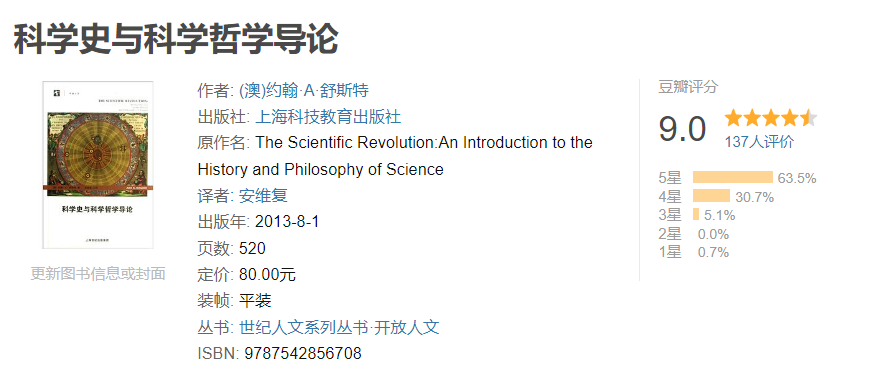 科学史与科学哲学导论
THE SCIENTIFIC REVOLUTION
科学史与科学哲学导论
更新图书信息或封面
作者: (澳)约翰·A·舒斯特
出版社: 上海科技教育出版社
原作名: The Scientific Revolution:An Introduction to the
History and Philosophy of Science
译者: 安维复
出版年: 2013-8-1
页数: 520
定价: 80.00元
装帧: 平装
丛书: 世纪人文系列丛书·开放人文
ISBN: 9787542856708
豆瓣评分
9.0
137人评价
5星 63.5%
4星 30.7%
3星 5.1%
2星 0.0%
1星 0.7%